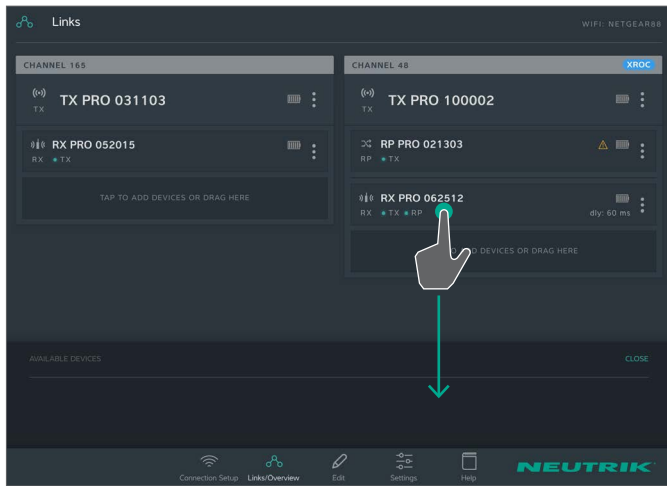 Links
WIFI: NETGEAR88
CHANNEL 165
TX
TX PRO 031103
RX PRO 052015
RX TX
TAP TO ADD DEVICES OR DRAG HERE
CHANNEL 48
XROC
TX
TX PRO 100002
RP PRO 021303
RP TX
RX PRO 062512
RX TX RP
dly: 60 ms
ADD DEVICES OR DRAG HERE
AVAILABLE DEVICES
CLOSE
Connection Setup
Links/Overview
Edit
Settings
Help
NEUTRIK